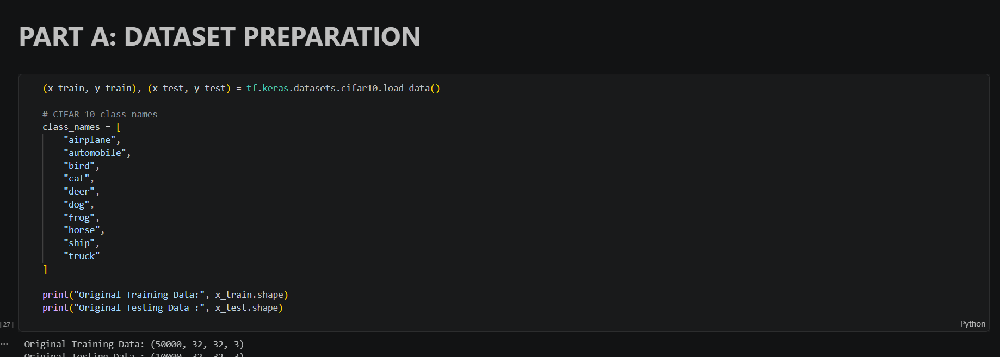 PART A: DATASET PREPARATION
(x_train, y_train), (x_test, y_test) = tf.keras.datasets.cifar10.load_data()
# CIFAR-10 class names
class_names = [
    "airplane",
    "automobile",
    "bird",
    "cat",
    "deer",
    "dog",
    "frog",
    "horse",
    "ship",
    "truck"
]
print("Original Training Data:", x_train.shape)
print("Original Testing Data :", x_test.shape)
[27]
Python
... Original Training Data: (50000, 32, 32, 3)
Original Testing Data : (10000, 32, 32, 3)